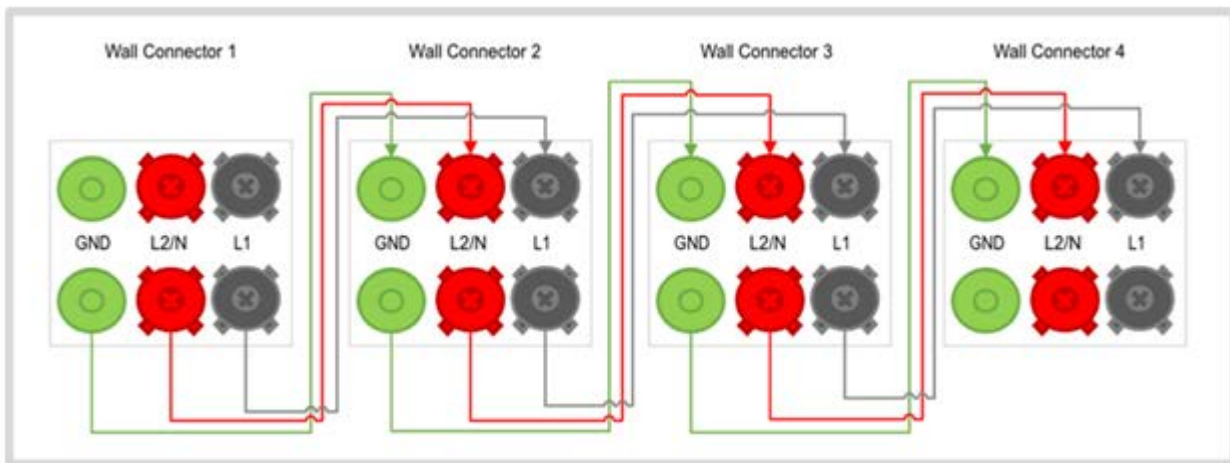 Wall Connector 1 Wall Connector 2 Wall Connector 3 Wall Connector 4
GND L2/N L1 GND L2/N L1 GND L2/N L1 GND L2/N L1